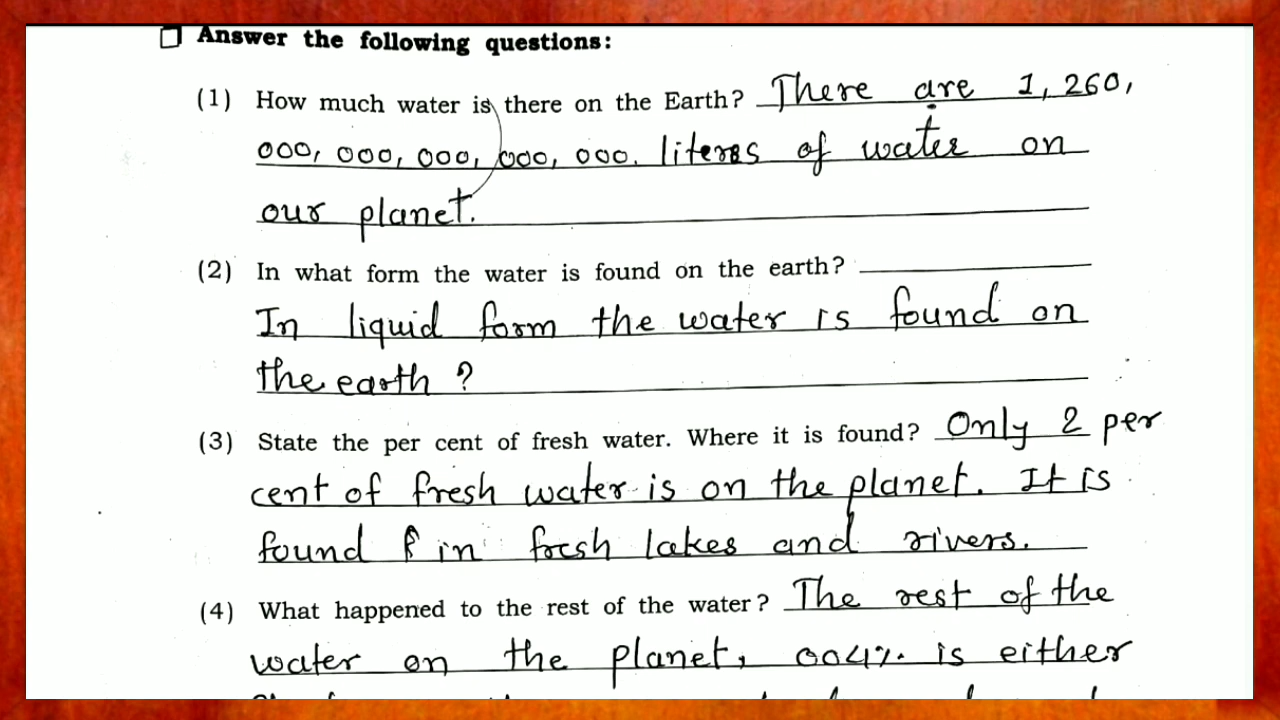 Answer the following questions:
(1) How much water is there on the Earth? There are 1,260,
000, 000, 000, 000, 000. literes of water on
our planet.
(2) In what form the water is found on the earth?
In liquid form the water is found on
the earth ?
(3) State the per cent of fresh water. Where it is found? Only 2 per
cent of fresh water is on the planet. It is
found in fresh lakes and rivers.
(4) What happened to the rest of the water? The rest of the
water on the planet, 004%. is either